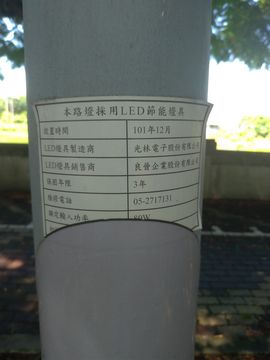 本路燈採用LED節能燈具
設置時間 101年12月
LED燈具製造商 光林電子股份有限公司
LED燈具銷售商 良晉企業股份有限公司
保固年限 3年
維修電話 05-2717131
額定輸入功率 80W